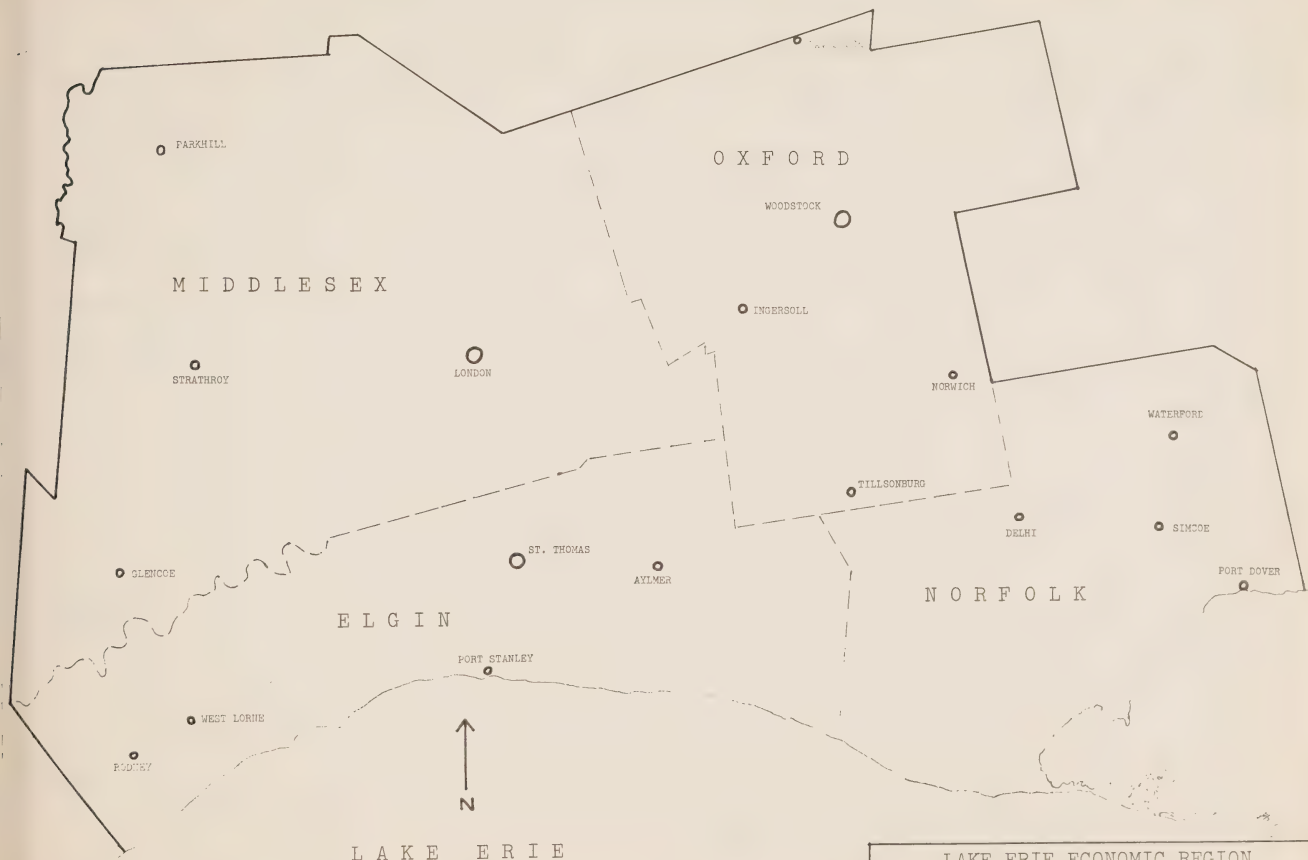 PARKHILL
OXFORD
WOODSTOCK
MIDDLESEX
INGERSOLL
STRATHROY
LONDON
NORWICH
WATERFORD
TILLSONBURG
DELHI
SIMCOE
ST. THOMAS
GLENCOE
AYLMER
PORT DOVER
NORFOLK
ELGIN
PORT STANLEY
WEST LORNE
RODNEY
N
LAKE ERIE
LAKE ERIE ECONOMIC REGION